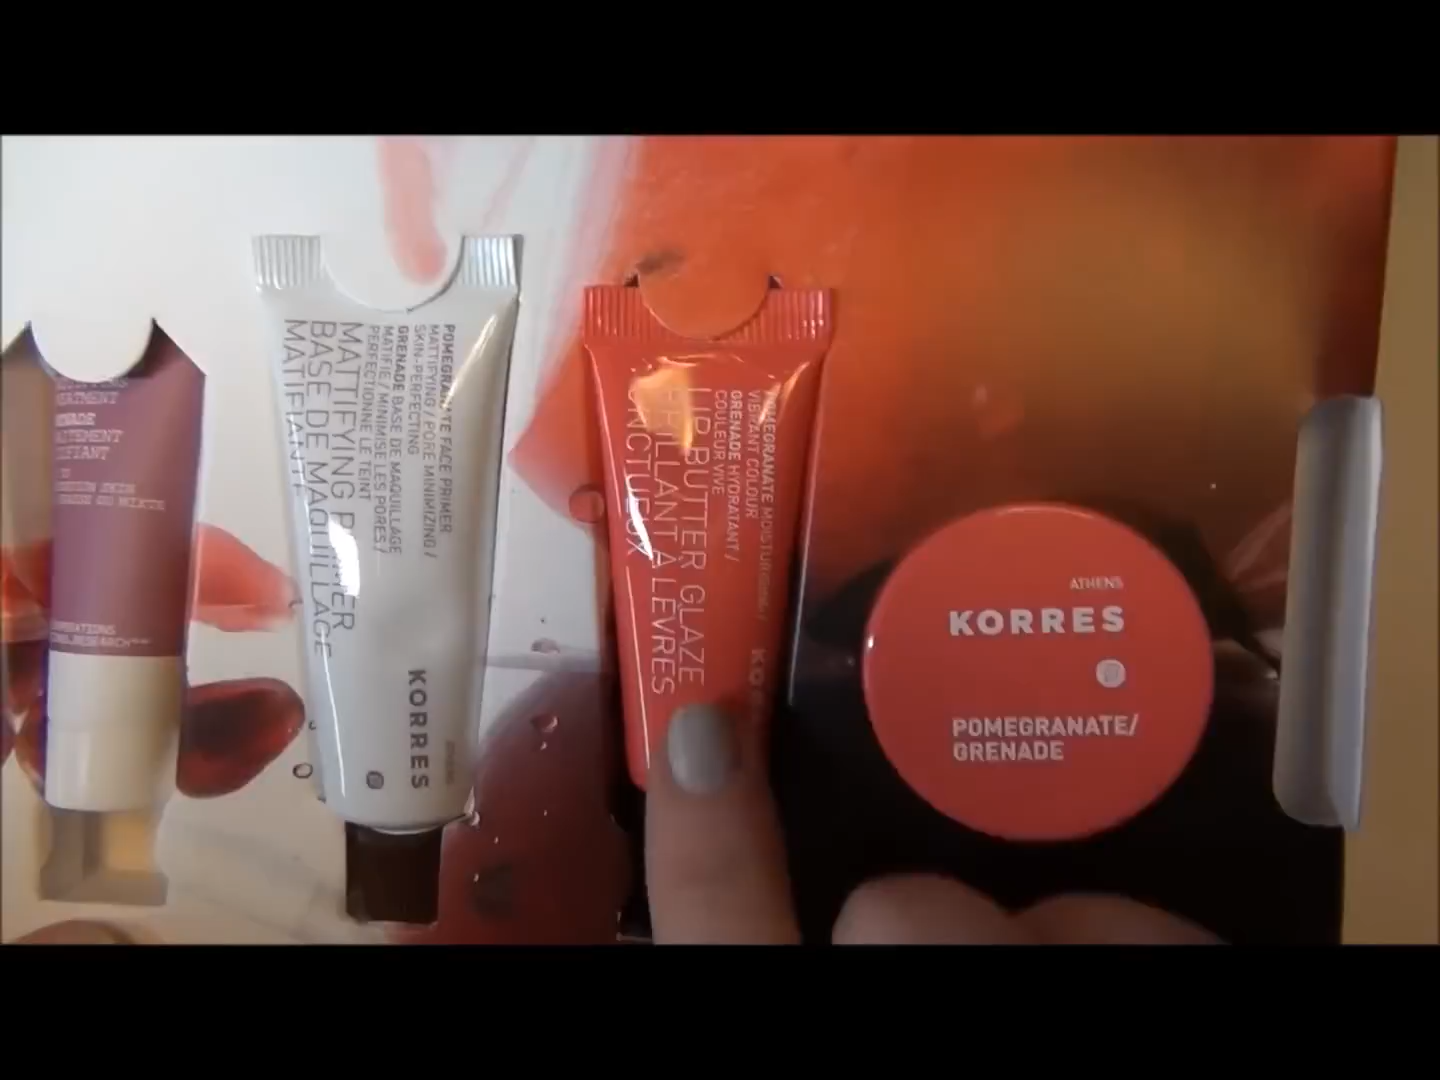 GRENADE
MATTIFYING PRIMER
BASE DE MAQUILLAGE
MATIFIANTE
POMEGRANATE FACE PRIMER
MATTIFYING / PORE MINIMIZING /
SKIN-PERFECTING
GRENADE BASE DE MAQUILLAGE
MATIFIE / MINIMISE LES PORES /
PERFECTIONNE LE TEINT
KORRES
LIP BUTTER GLAZE
BRILLANT À LÈVRES
ONCTUEUX
POMEGRANATE MOISTURISING /
VIBRANT COLOUR
GRENADE HYDRATANT /
COULEUR VIVE
ATHENS
KORRES
POMEGRANATE/
GRENADE